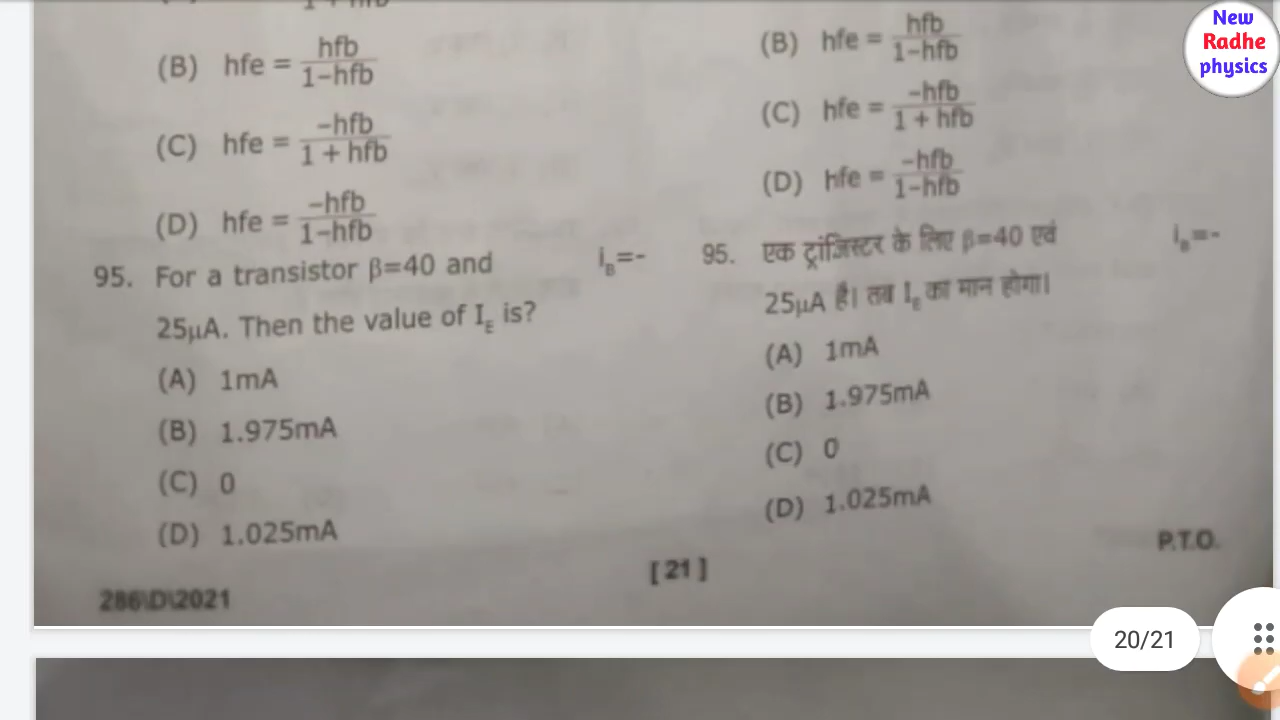 (B) hfe = hfb/1−hfb
(C) hfe = −hfb/1 + hfb
(D) hfe = −hfb/1−hfb
95. For a transistor β=40 and i_B=-
25μA. Then the value of I_E is?
(A) 1mA
(B) 1.975mA
(C) 0
(D) 1.025mA
286\D\2021
(B) hfe = hfb/1−hfb
(C) hfe = −hfb/1 + hfb
(D) hfe = −hfb/1−hfb
95. एक ट्रांजिस्टर के लिए β=40 एवं i_B=-
25μA है। तब I_E का मान होगा।
(A) 1mA
(B) 1.975mA
(C) 0
(D) 1.025mA
P.T.O.
[ 21 ]
New
Radhe
physics
20/21